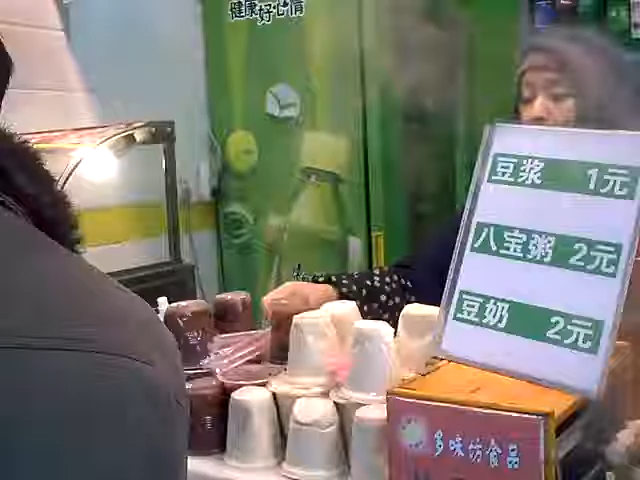 健康好心情
豆浆 1元
八宝粥 2元
豆奶 2元
多味坊食品